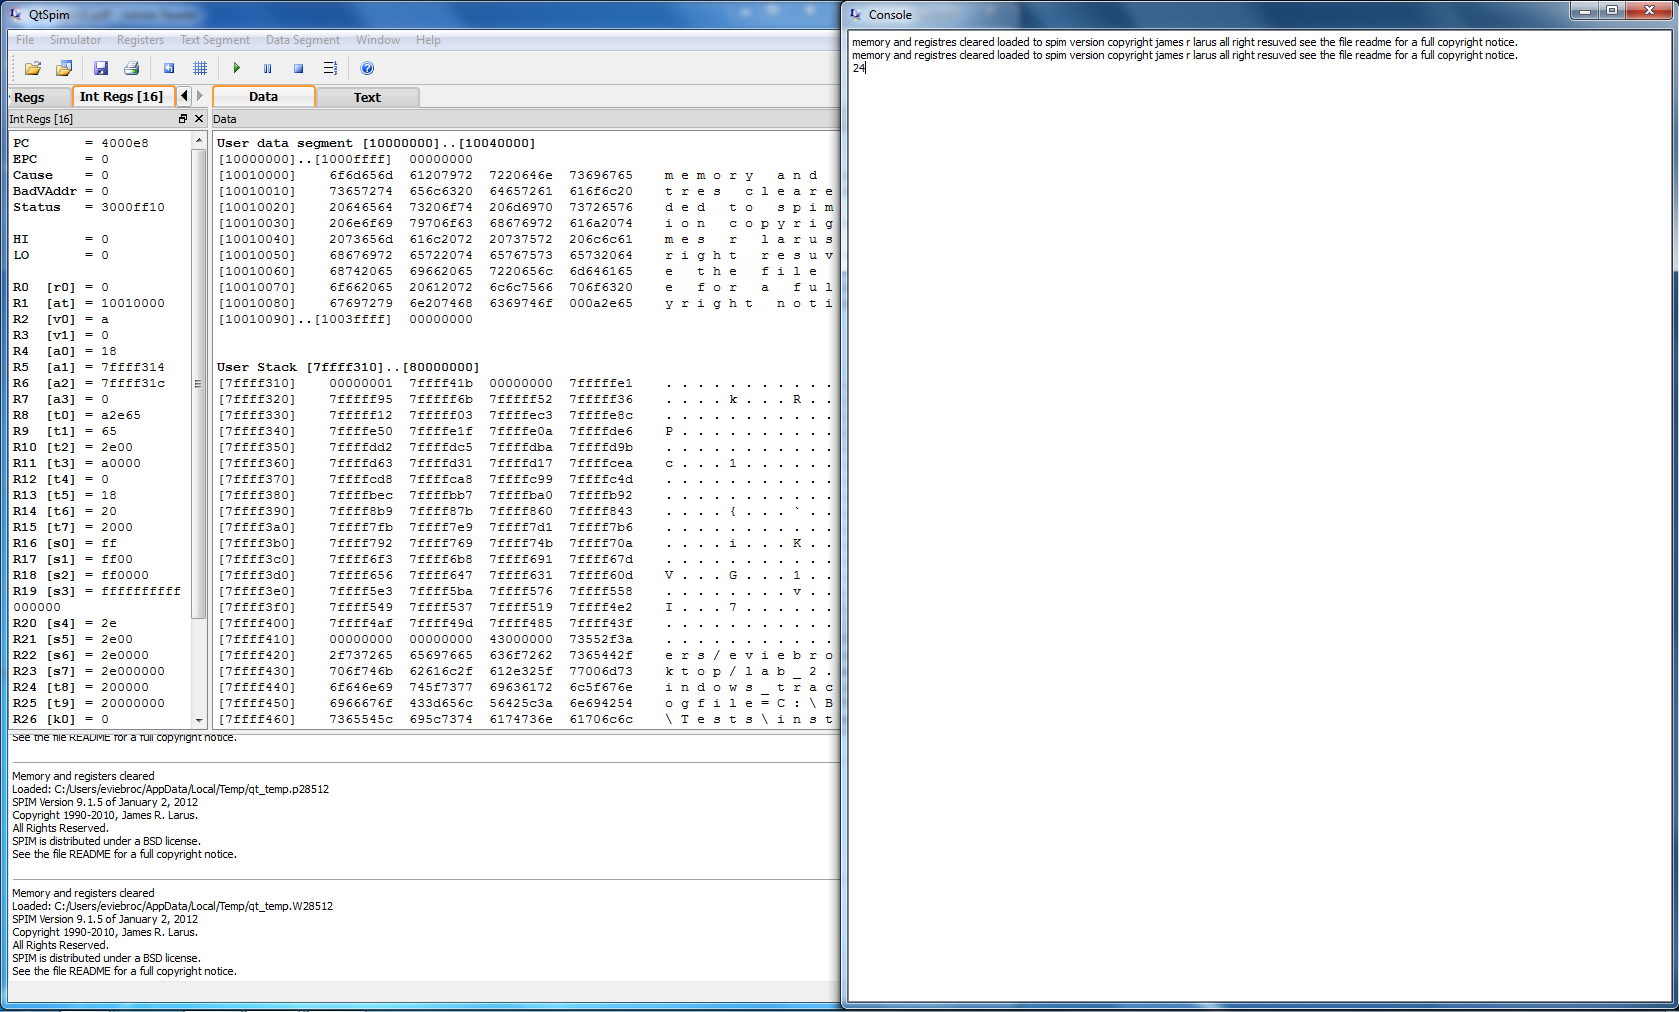 QtSpim
File Simulator Registers Text Segment Data Segment Window Help
Regs Int Regs [16] Data Text
Int Regs [16] Data
PC = 4000e8
EPC = 0
Cause = 0
BadVAddr = 0
Status = 3000ff10
HI = 0
LO = 0
R0 [r0] = 0
R1 [at] = 10010000
R2 [v0] = a
R3 [v1] = 0
R4 [a0] = 18
R5 [a1] = 7ffff314
R6 [a2] = 7ffff31c
R7 [a3] = 0
R8 [t0] = a2e65
R9 [t1] = 65
R10 [t2] = 2e00
R11 [t3] = a0000
R12 [t4] = 0
R13 [t5] = 18
R14 [t6] = 20
R15 [t7] = 2000
R16 [s0] = ff
R17 [s1] = ff00
R18 [s2] = ff0000
R19 [s3] = ffffffffff
000000
R20 [s4] = 2e
R21 [s5] = 2e00
R22 [s6] = 2e0000
R23 [s7] = 2e000000
R24 [t8] = 200000
R25 [t9] = 20000000
R26 [k0] = 0
User data segment [10000000]..[10040000]
[10000000]..[1000ffff] 00000000
[10010000] 6f6d656d 61207972 7220646e 73696765 m e m o r y a n d
[10010010] 73657274 656c6320 64657261 616f6c20 t r e s c l e a r e
[10010020] 20646564 73206f74 206d6970 73726576 d e d t o s p i m
[10010030] 206e6f69 79706f63 68676972 616a2074 i o n c o p y r i g
[10010040] 2073656d 616c2072 20737572 206c6c61 m e s r l a r u s
[10010050] 68676972 65722074 65767573 65732064 r i g h t r e s u v
[10010060] 68742065 69662065 7220656c 6d646165 e t h e f i l e
[10010070] 6f662065 20612072 6c6c7566 706f6320 e f o r a f u l
[10010080] 67697279 6e207468 6369746f 000a2e65 y r i g h t n o t i
[10010090]..[1003ffff] 00000000
User Stack [7ffff310]..[80000000]
[7ffff310] 00000001 7ffff41b 00000000 7fffffe1 . . . . . . . . . . .
[7ffff320] 7fffff95 7fffff6b 7fffff52 7fffff36 . . . . k . . . R . .
[7ffff330] 7fffff12 7fffff03 7ffffec3 7ffffe8c . . . . . . . . . . .
[7ffff340] 7ffffe50 7ffffe1f 7ffffe0a 7ffffde6 P . . . . . . . . . .
[7ffff350] 7ffffdd2 7ffffdc5 7ffffdba 7ffffd9b . . . . . . . . . . .
[7ffff360] 7ffffd63 7ffffd31 7ffffd17 7ffffcea c . . . 1 . . . . . .
[7ffff370] 7ffffcd8 7ffffca8 7ffffc99 7ffffc4d . . . . . . . . . . .
[7ffff380] 7ffffbec 7ffffbb7 7ffffba0 7ffffb92 . . . . . . . . . . .
[7ffff390] 7ffff8b9 7ffff87b 7ffff860 7ffff843 . . . . { . . . ` . .
[7ffff3a0] 7ffff7fb 7ffff7e9 7ffff7d1 7ffff7b6 . . . . . . . . . . .
[7ffff3b0] 7ffff792 7ffff769 7ffff74b 7ffff70a . . . . i . . . K . .
[7ffff3c0] 7ffff6f3 7ffff6b8 7ffff691 7ffff67d . . . . . . . . . . .
[7ffff3d0] 7ffff656 7ffff647 7ffff631 7ffff60d V . . . G . . . 1 . .
[7ffff3e0] 7ffff5e3 7ffff5ba 7ffff576 7ffff558 . . . . . . . . v . .
[7ffff3f0] 7ffff549 7ffff537 7ffff519 7ffff4e2 I . . . 7 . . . . . .
[7ffff400] 7ffff4af 7ffff49d 7ffff485 7ffff43f . . . . . . . . . . .
[7ffff410] 00000000 00000000 43000000 73552f3a . . . . . . . . . . .
[7ffff420] 2f737265 65697665 636f7262 7365442f e r s / e v i e b r o
[7ffff430] 706f746b 62616c2f 612e325f 77006d73 k t o p / l a b _ 2 .
[7ffff440] 6f646e69 745f7377 69636172 6c5f676e i n d o w s _ t r a c
[7ffff450] 6966676f 433d656c 56425c3a 6e694254 o g f i l e = C : \ B
[7ffff460] 7365545c 695c7374 6174736e 61706c6c \ T e s t s \ i n s t
See the file README for a full copyright notice.
Memory and registers cleared
Loaded: C:/Users/eviebroc/AppData/Local/Temp/qt_temp.p28512
SPIM Version 9.1.5 of January 2, 2012
Copyright 1990-2010, James R. Larus.
All Rights Reserved.
SPIM is distributed under a BSD license.
See the file README for a full copyright notice.
Memory and registers cleared
Loaded: C:/Users/eviebroc/AppData/Local/Temp/qt_temp.W28512
SPIM Version 9.1.5 of January 2, 2012
Copyright 1990-2010, James R. Larus.
All Rights Reserved.
SPIM is distributed under a BSD license.
See the file README for a full copyright notice.
Console
memory and registres cleared loaded to spim version copyright james r larus all right resuved see the file readme for a full copyright notice.
memory and registres cleared loaded to spim version copyright james r larus all right resuved see the file readme for a full copyright notice.
24